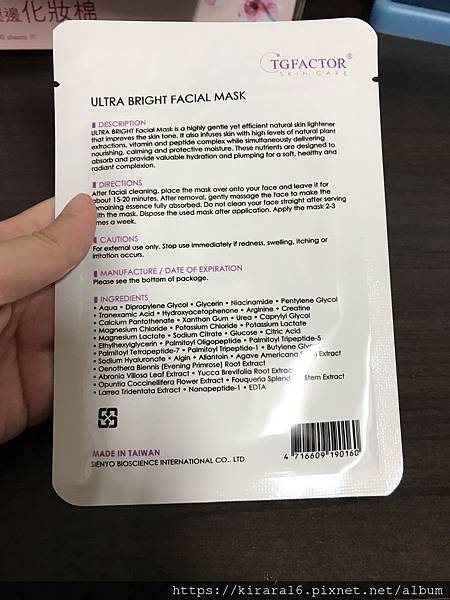 化妝棉
TGFACTOR®
SKIN CARE
ULTRA BRIGHT FACIAL MASK
DESCRIPTION
ULTRA BRIGHT Facial Mask is a highly gentle yet efficient natural skin lightener
that improves the skin tone. It also infuses skin with high levels of natural plant
extractions, vitamin and peptide complex while simultaneously delivering
nourishing, calming and protective moisture. These nutrients are designed to
absorb and provide valuable hydration and plumping for a soft, healthy and
radiant complexion.
DIRECTIONS
After facial cleaning, place the mask over onto your face and leave it for
about 15-20 minutes. After removal, gently massage the face to make the
remaining essence fully absorbed. Do not clean your face straight after serving
with the mask. Dispose the used mask after application. Apply the mask 2-3
times a week.
CAUTIONS
For external use only. Stop use immediately if redness, swelling, itching or
irritation occurs.
MANUFACTURE / DATE OF EXPIRATION
Please see the bottom of package.
INGREDIENTS
• Aqua • Dipropylene Glycol • Glycerin • Niacinamide • Pentylene Glycol
• Tranexamic Acid • Hydroxyacetophenone • Arginine • Creatine
• Calcium Pantothenate • Xanthan Gum • Urea • Caprylyl Glycol
• Magnesium Chloride • Potassium Chloride • Potassium Lactate
• Magnesium Lactate • Sodium Citrate • Glucose • Citric Acid
• Ethylhexylglycerin • Palmitoyl Oligopeptide • Palmitoyl Tripeptide-5
• Palmitoyl Tetrapeptide-7 • Palmitoyl Tripeptide-1 • Butylene Glycol
• Sodium Hyaluronate • Algin • Allantoin • Agave Americana Stem Extract
• Oenothera Biennis (Evening Primrose) Root Extract
• Abronia Villosa Leaf Extract • Yucca Brevifolia Root Extract
• Opuntia Coccinellifera Flower Extract • Fouqueria Splendens Stem Extract
• Larrea Tridentata Extract • Nonapeptide-1 • EDTA
MADE IN TAIWAN
SIENYO BIOSCIENCE INTERNATIONAL CO., LTD.
4 716609 190160
https://kirara16.pixnet.net/album